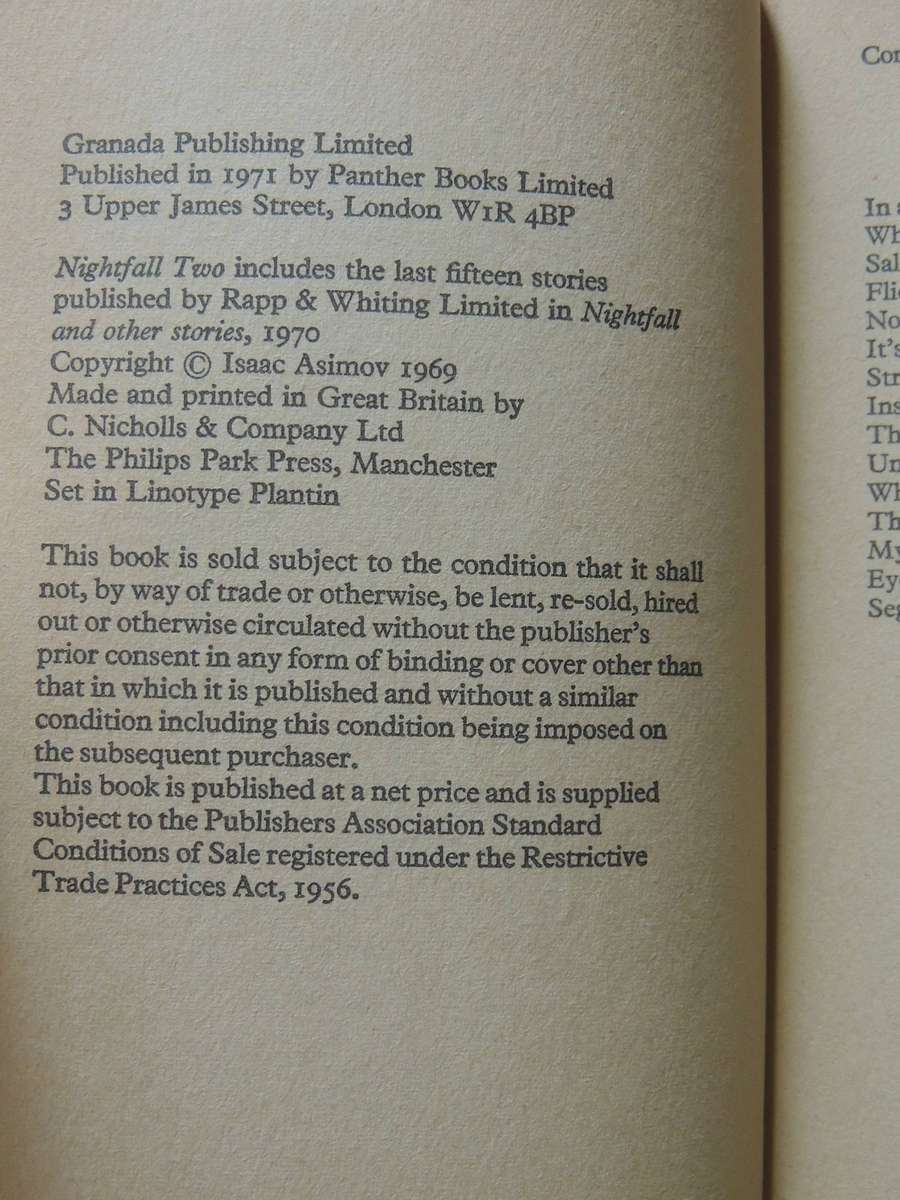 Granada Publishing Limited
Published in 1971 by Panther Books Limited
3 Upper James Street, London W1R 4BP
Nightfall Two includes the last fifteen stories
published by Rapp & Whiting Limited in Nightfall
and other stories, 1970
Copyright © Isaac Asimov 1969
Made and printed in Great Britain by
C. Nicholls & Company Ltd
The Philips Park Press, Manchester
Set in Linotype Plantin
This book is sold subject to the condition that it shall
not, by way of trade or otherwise, be lent, re-sold, hired
out or otherwise circulated without the publisher's
prior consent in any form of binding or cover other than
that in which it is published and without a similar
condition including this condition being imposed on
the subsequent purchaser.
This book is published at a net price and is supplied
subject to the Publishers Association Standard
Conditions of Sale registered under the Restrictive
Trade Practices Act, 1956.
In
No
It's